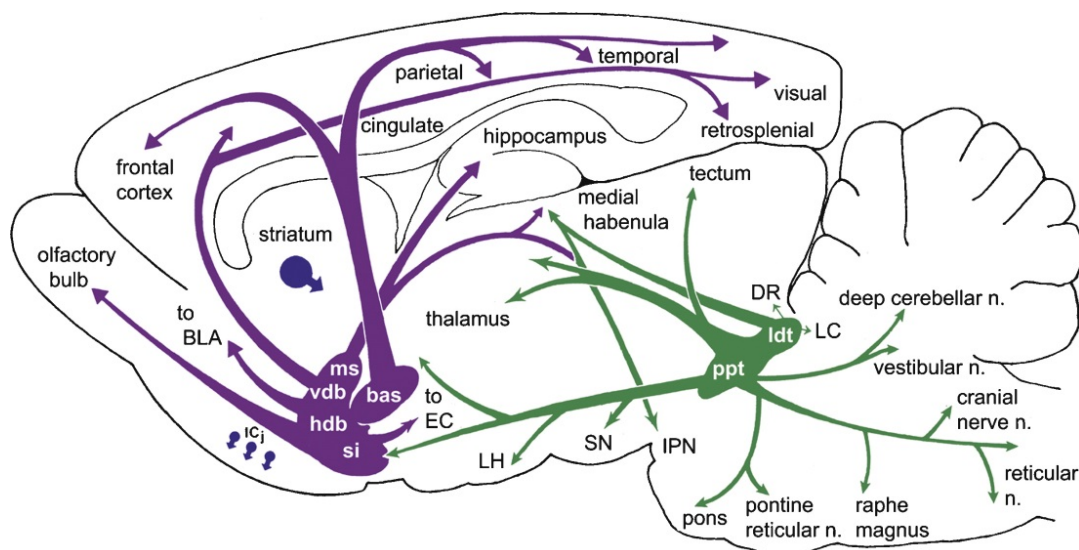 parietal
temporal
visual
cingulate
hippocampus
retrosplenial
frontal
cortex
tectum
medial
habenula
striatum
olfactory
bulb
DR
deep cerebellar n.
to
BLA
thalamus
ldt
LC
ms
ppt
vestibular n.
vdb
bas
to
EC
cranial
nerve n.
hdb
ICj
si
SN
IPN
LH
reticular
n.
pons
pontine
reticular n.
raphe
magnus